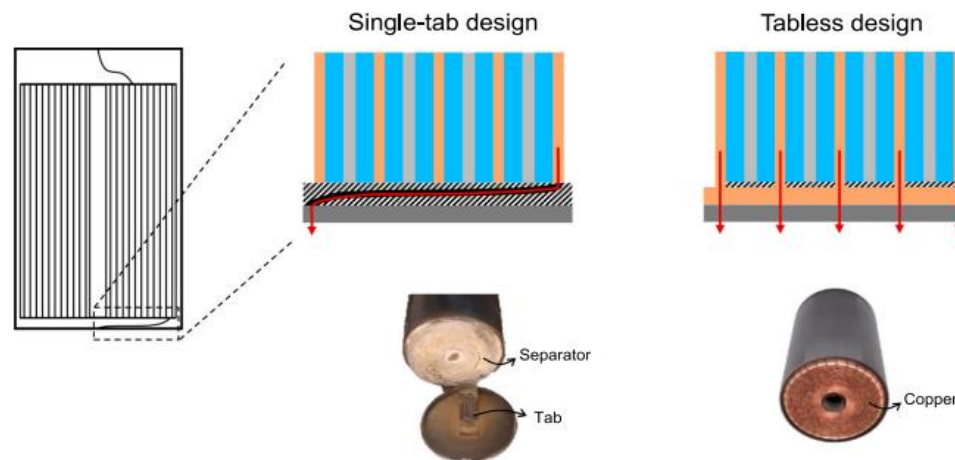 Single-tab design
Tabless design
Separator
Tab
Copper